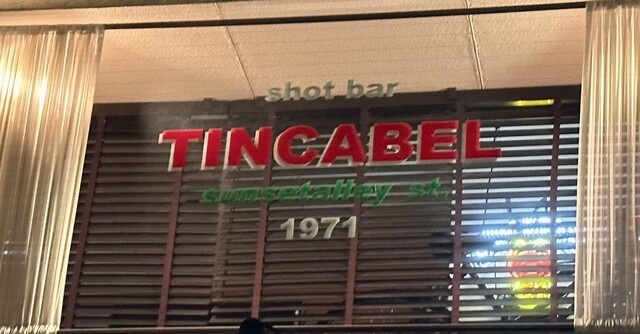 shot bar
TINCABEL
sunsetalley st.
1971